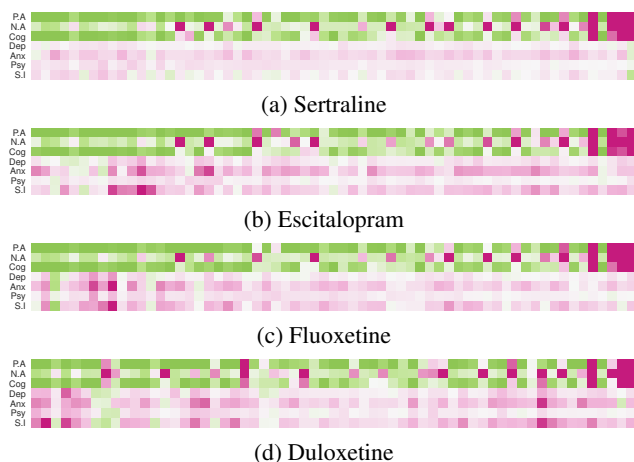 P.A
N.A
Cog
Dep
Anx
Psy
S.I
(a) Sertraline
P.A
N.A
Cog
Dep
Anx
Psy
S.I
(b) Escitalopram
P.A
N.A
Cog
Dep
Anx
Psy
S.I
(c) Fluoxetine
P.A
N.A
Cog
Dep
Anx
Psy
S.I
(d) Duloxetine